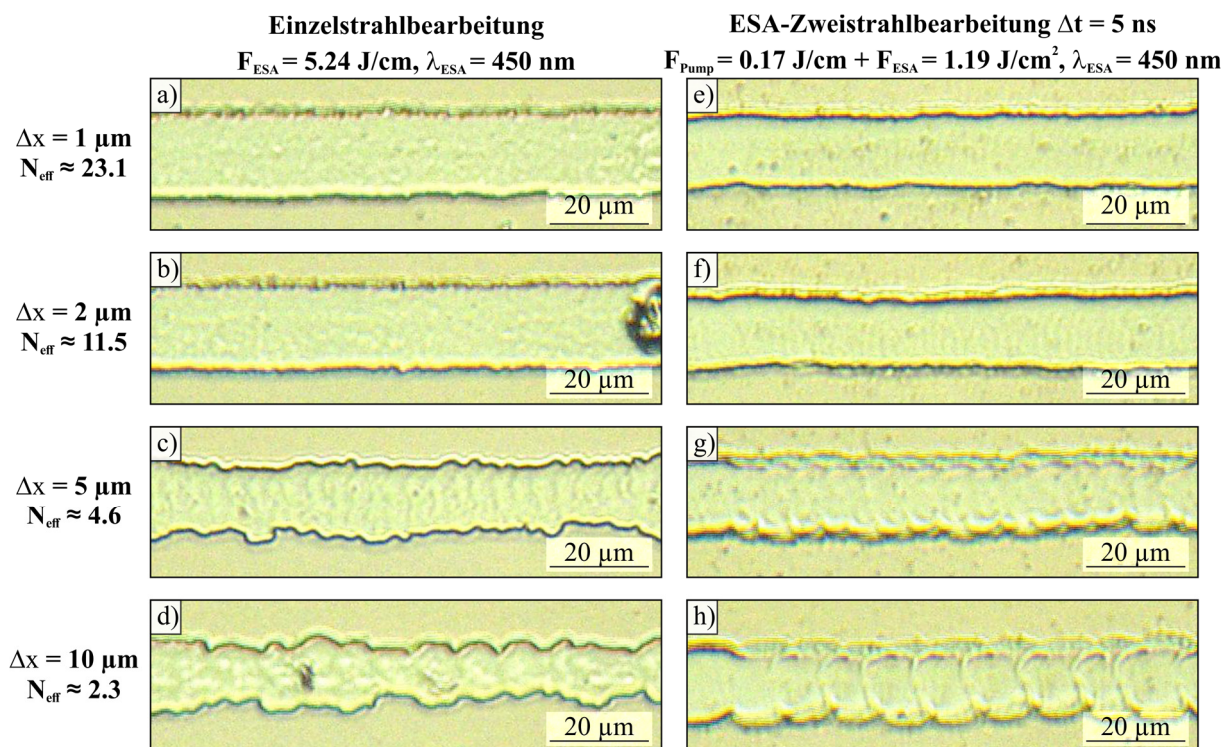 Einzelstrahlbearbeitung
F_ESA = 5.24 J/cm, λ_ESA = 450 nm
ESA-Zweistrahlbearbeitung Δt = 5 ns
F_Pump = 0.17 J/cm + F_ESA = 1.19 J/cm², λ_ESA = 450 nm
Δx = 1 µm
N_eff ≈ 23.1
a)
20 µm
e)
20 µm
Δx = 2 µm
N_eff ≈ 11.5
b)
20 µm
f)
20 µm
Δx = 5 µm
N_eff ≈ 4.6
c)
20 µm
g)
20 µm
Δx = 10 µm
N_eff ≈ 2.3
d)
20 µm
h)
20 µm